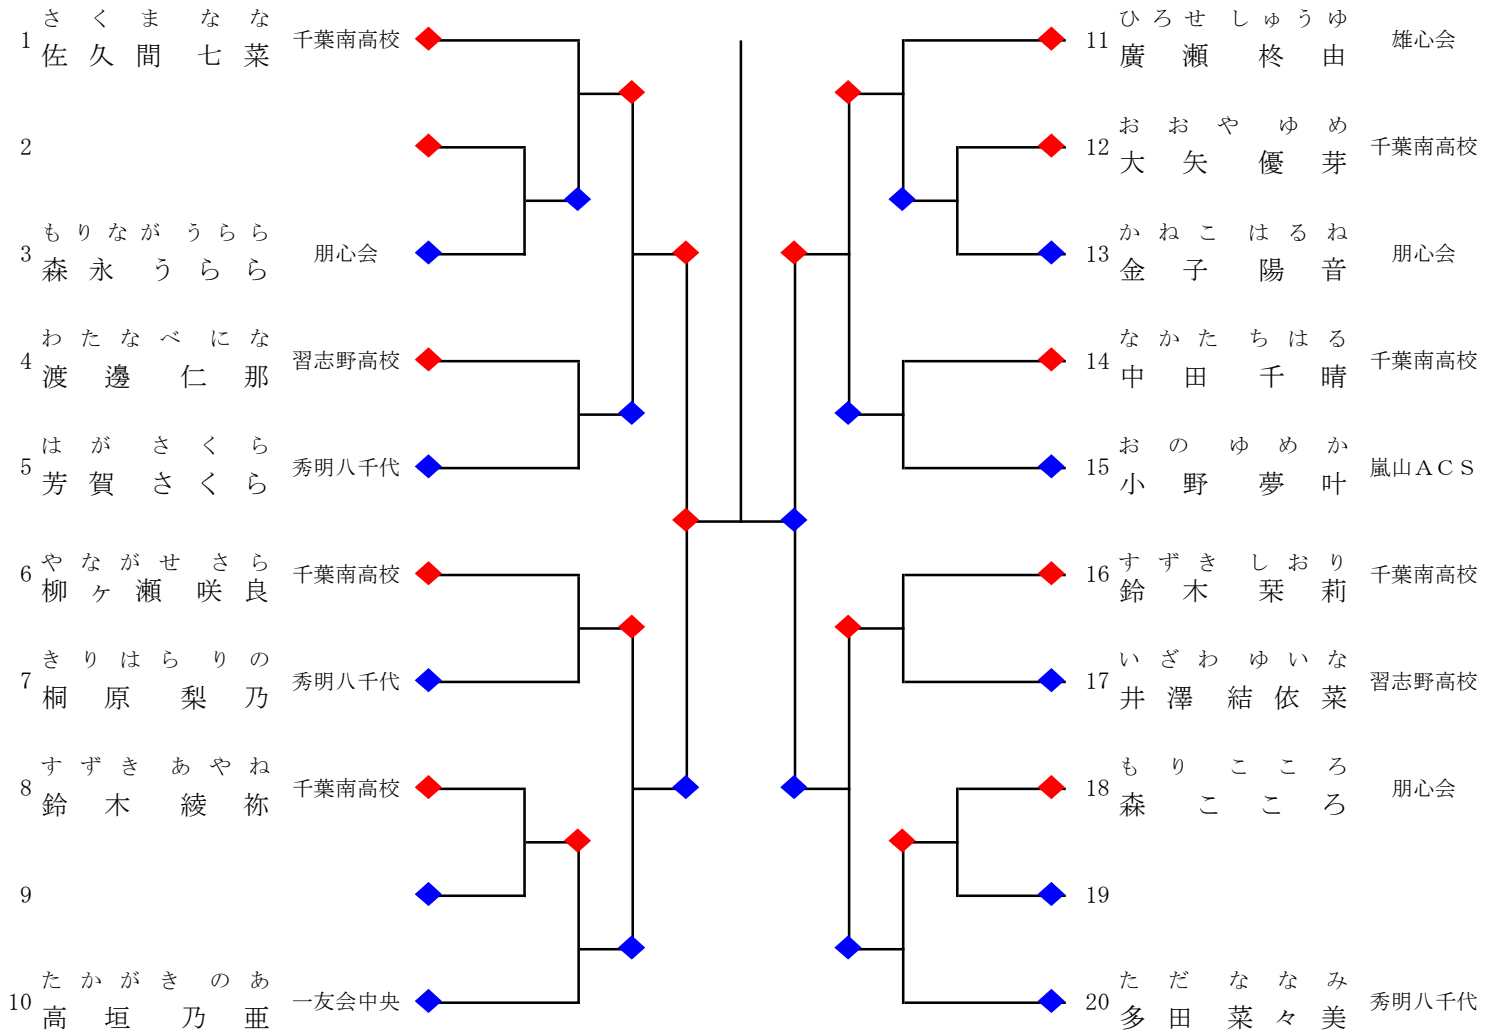 さくま なな
1 佐久間 七菜 千葉南高校
2
もりなが うらら
3 森永 うらら 朋心会
わたなべ にな
4 渡邊 仁那 習志野高校
はが さくら
5 芳賀 さくら 秀明八千代
やながせ さら
6 柳ヶ瀬 咲良 千葉南高校
きりはら りの
7 桐原 梨乃 秀明八千代
すずき あやね
8 鈴木 綾祢 千葉南高校
9
たかがき のあ
10 高垣 乃亜 一友会中央
ひろせ しゅうゆ
11 廣瀬 柊由 雄心会
おおや ゆめ
12 大矢 優芽 千葉南高校
かねこ はるね
13 金子 陽音 朋心会
なかた ちはる
14 中田 千晴 千葉南高校
おの ゆめか
15 小野 夢叶 嵐山ACS
すずき しおり
16 鈴木 栞莉 千葉南高校
いざわ ゆいな
17 井澤 結依菜 習志野高校
もり こころ
18 森 こころ 朋心会
19
ただ ななみ
20 多田 菜々美 秀明八千代